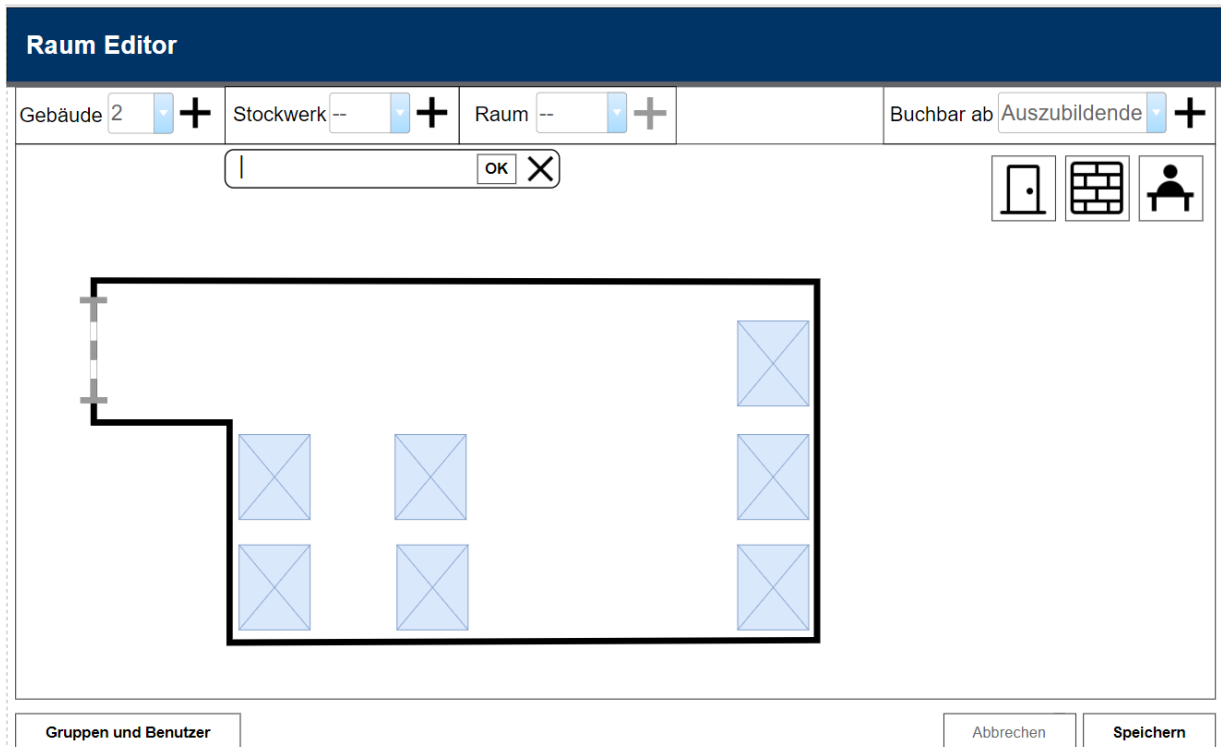 Raum Editor
Gebäude 2 Stockwerk -- Raum -- Buchbar ab Auszubildende
OK
Gruppen und Benutzer Abbrechen Speichern